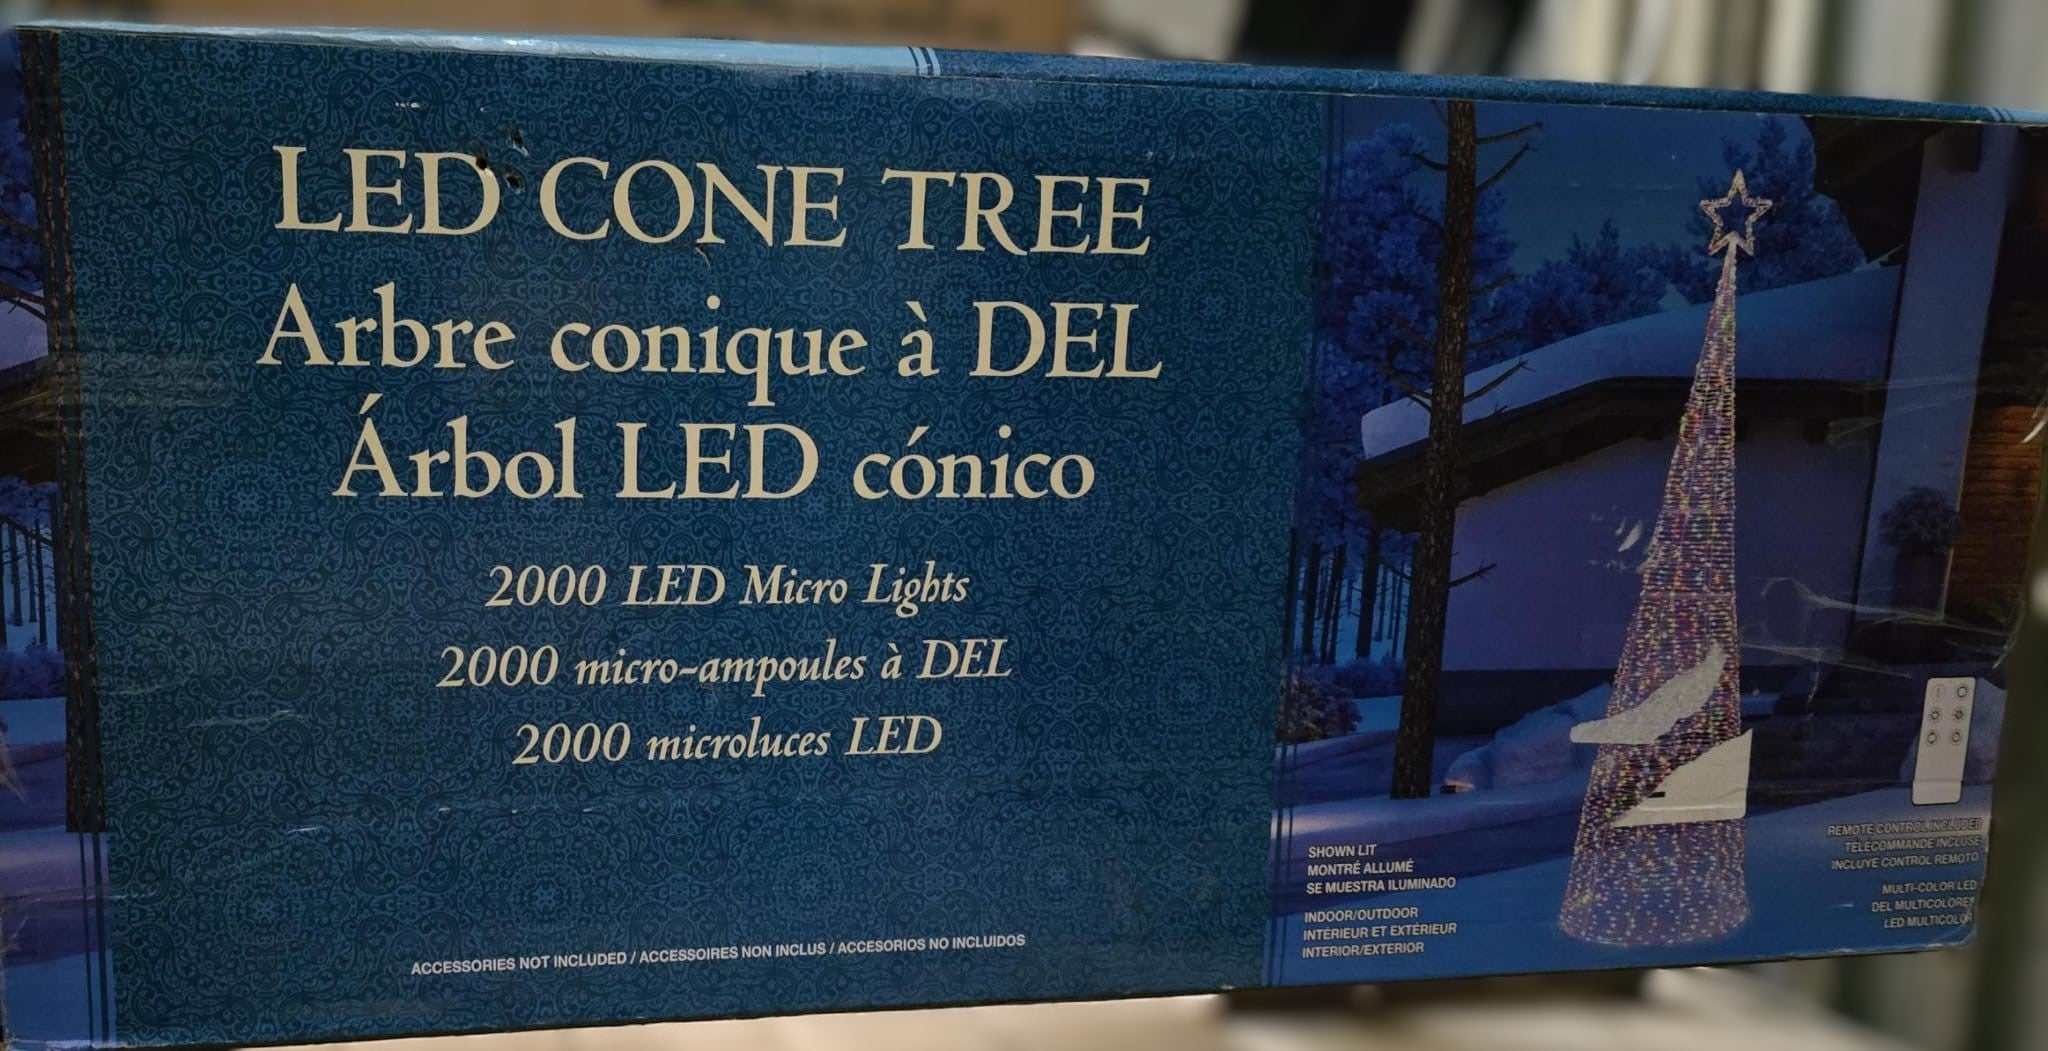 LED CONE TREE
Arbre conique à DEL
Árbol LED cónico
2000 LED Micro Lights
2000 micro-ampoules à DEL
2000 microluces LED
ACCESSORIES NOT INCLUDED / ACCESSOIRES NON INCLUS / ACCESORIOS NO INCLUIDOS
SHOWN LIT
MONTRÉ ALLUMÉ
SE MUESTRA ILUMINADO
INDOOR/OUTDOOR
INTÉRIEUR ET EXTÉRIEUR
INTERIOR/EXTERIOR
REMOTE CONTROL INCLUDED
TÉLÉCOMMANDE INCLUSE
INCLUYE CONTROL REMOTO
MULTI-COLOR LED
DEL MULTICOLORES
LED MULTICOLOR